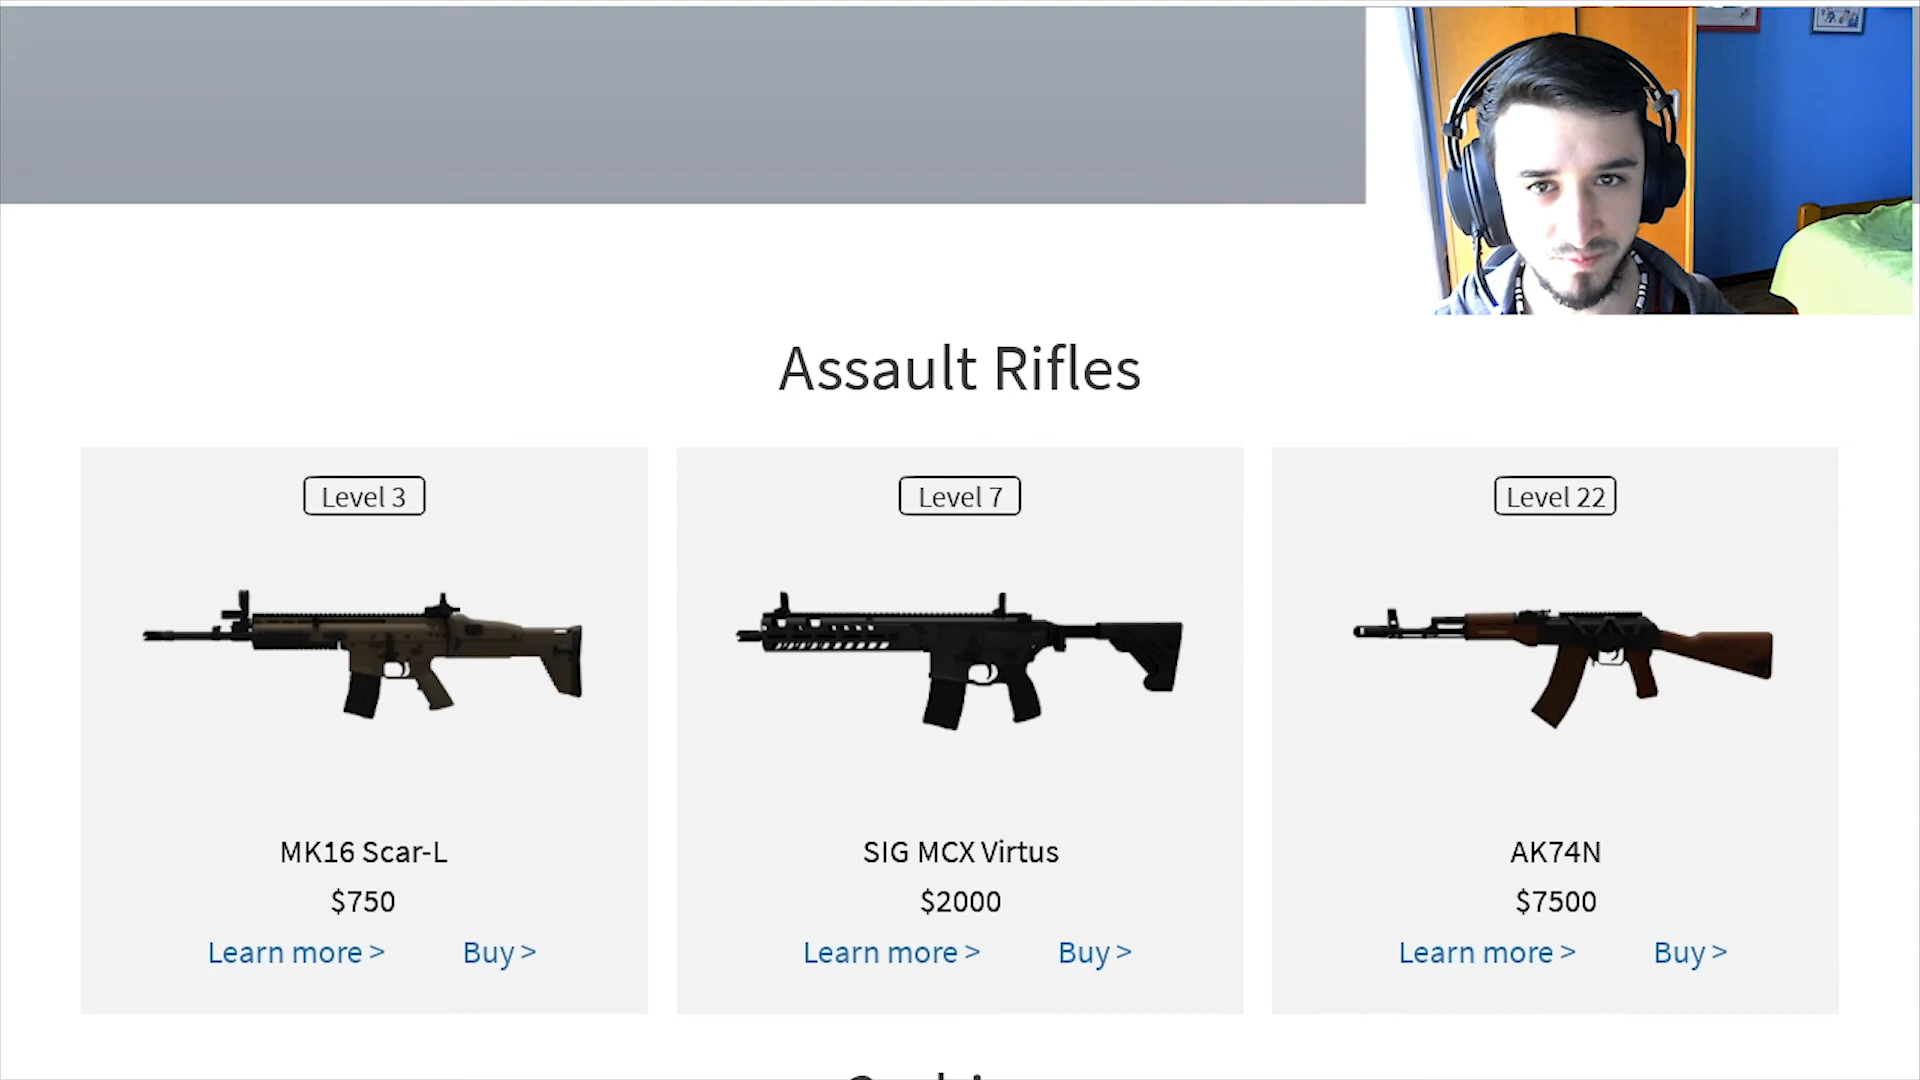 Assault Rifles
Level 3
Level 7
Level 22
MK16 Scar-L
SIG MCX Virtus
AK74N
$750
$2000
$7500
Learn more >
Buy >
Learn more >
Buy >
Learn more >
Buy >